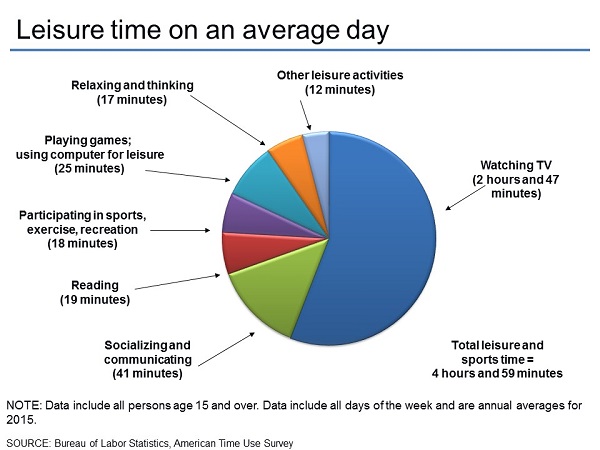 Leisure time on an average day
Other leisure activities
(12 minutes)
Relaxing and thinking
(17 minutes)
Playing games;
using computer for leisure
(25 minutes)
Watching TV
(2 hours and 47
minutes)
Participating in sports,
exercise, recreation
(18 minutes)
Reading
(19 minutes)
Socializing and
communicating
(41 minutes)
Total leisure and
sports time =
4 hours and 59 minutes
NOTE: Data include all persons age 15 and over. Data include all days of the week and are annual averages for
2015.
SOURCE: Bureau of Labor Statistics, American Time Use Survey